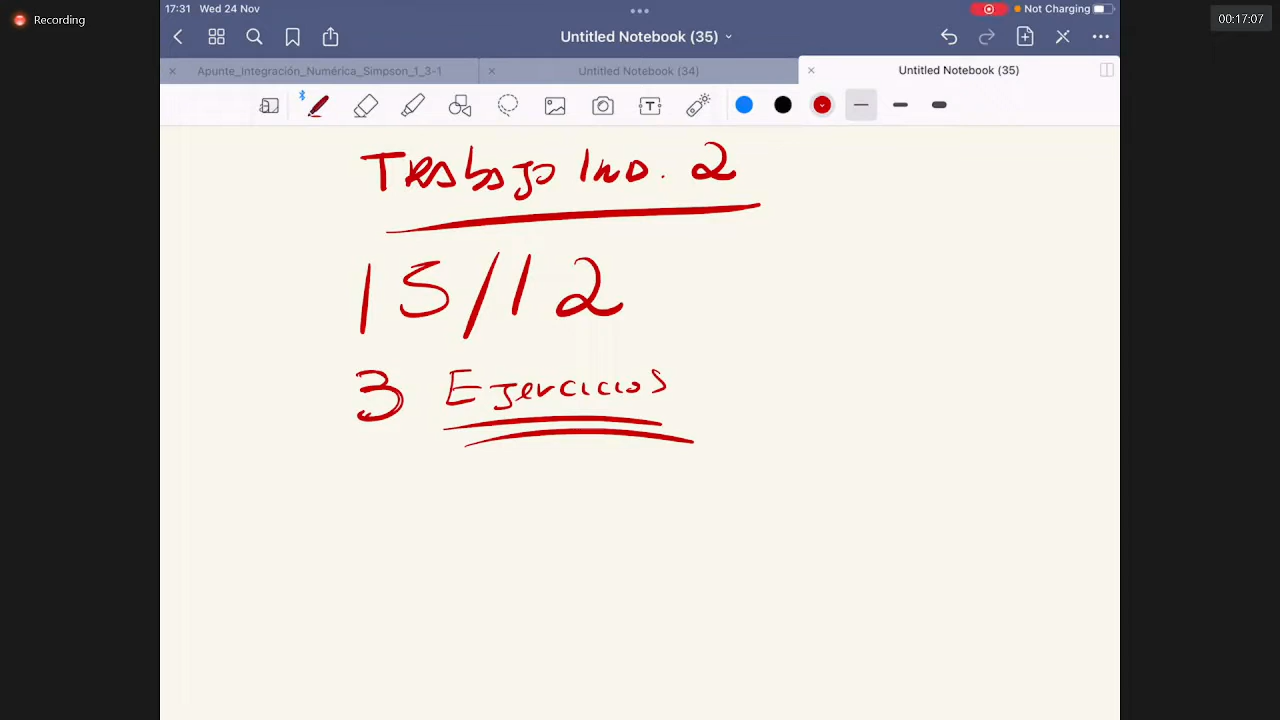 Recording
17:31 Wed 24 Nov
Not Charging
00:17:07
Untitled Notebook (35)
Apunte_Integración_Numérica_Simpson_1_3-1
Untitled Notebook (34)
Untitled Notebook (35)
T
Trabajo Ind. 2
15/12
3 Ejercicios